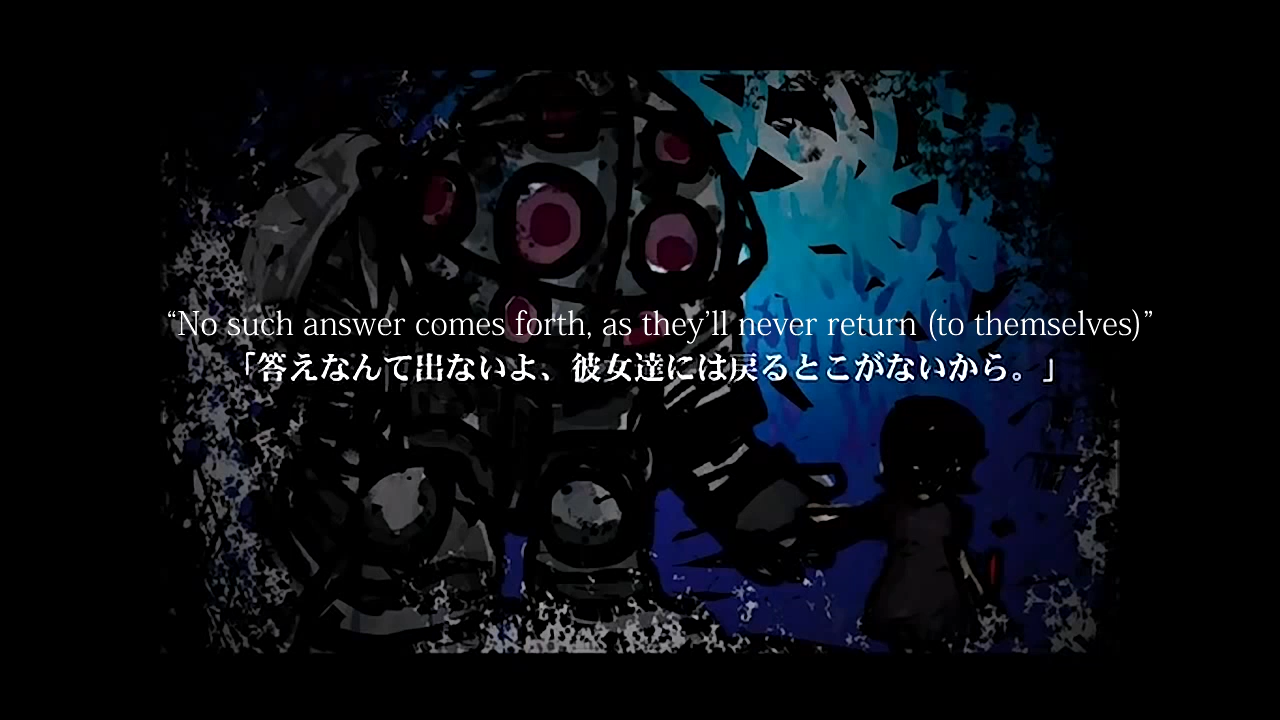 “No such answer comes forth, as they’ll never return (to themselves)”
「答えなんて出ないよ、彼女達には戻るとこがないから。」